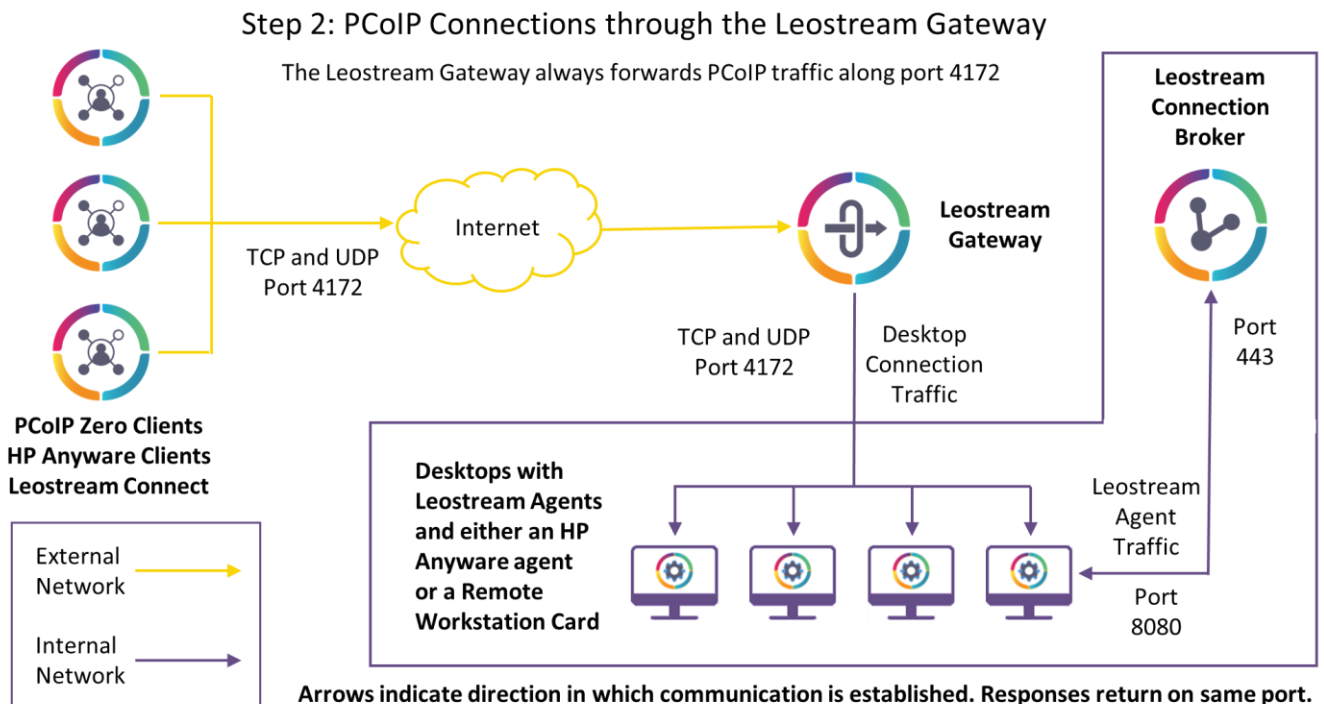 Step 2: PCoIP Connections through the Leostream Gateway
The Leostream Gateway always forwards PCoIP traffic along port 4172
Leostream
Connection
Broker
Internet
Leostream
Gateway
TCP and UDP
Port 4172
TCP and UDP
Port 4172
Desktop
Connection
Traffic
Port
443
PCoIP Zero Clients
HP Anyware Clients
Leostream Connect
Desktops with
Leostream Agents
and either an HP
Anyware agent
or a Remote
Workstation Card
Leostream
Agent
Traffic
Port
8080
External
Network
Internal
Network
Arrows indicate direction in which communication is established. Responses return on same port.